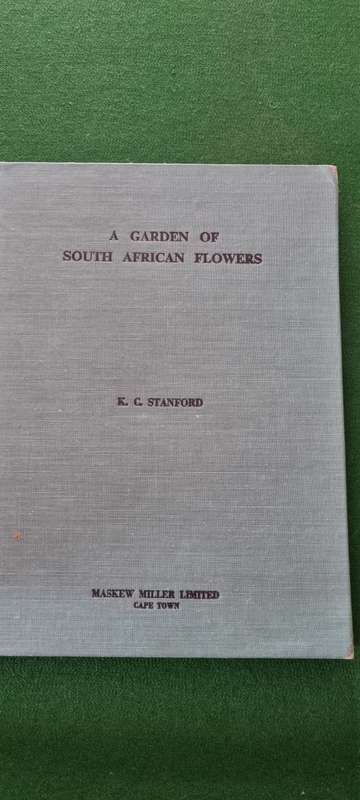 A GARDEN OF
SOUTH AFRICAN FLOWERS
K. C. STANFORD
MASKEW MILLER LIMITED
CAPE TOWN